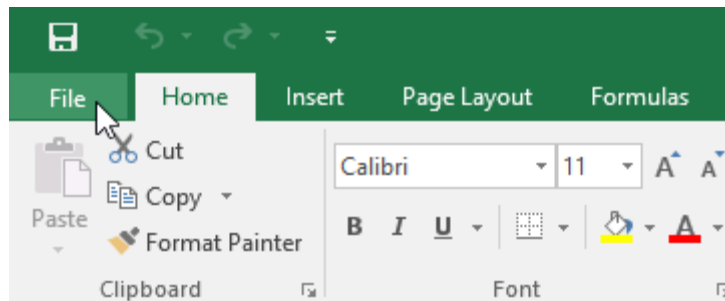 File Home Insert Page Layout Formulas
Cut
Calibri 11 A A
Copy
Paste
B I U A
Format Painter
Clipboard Font